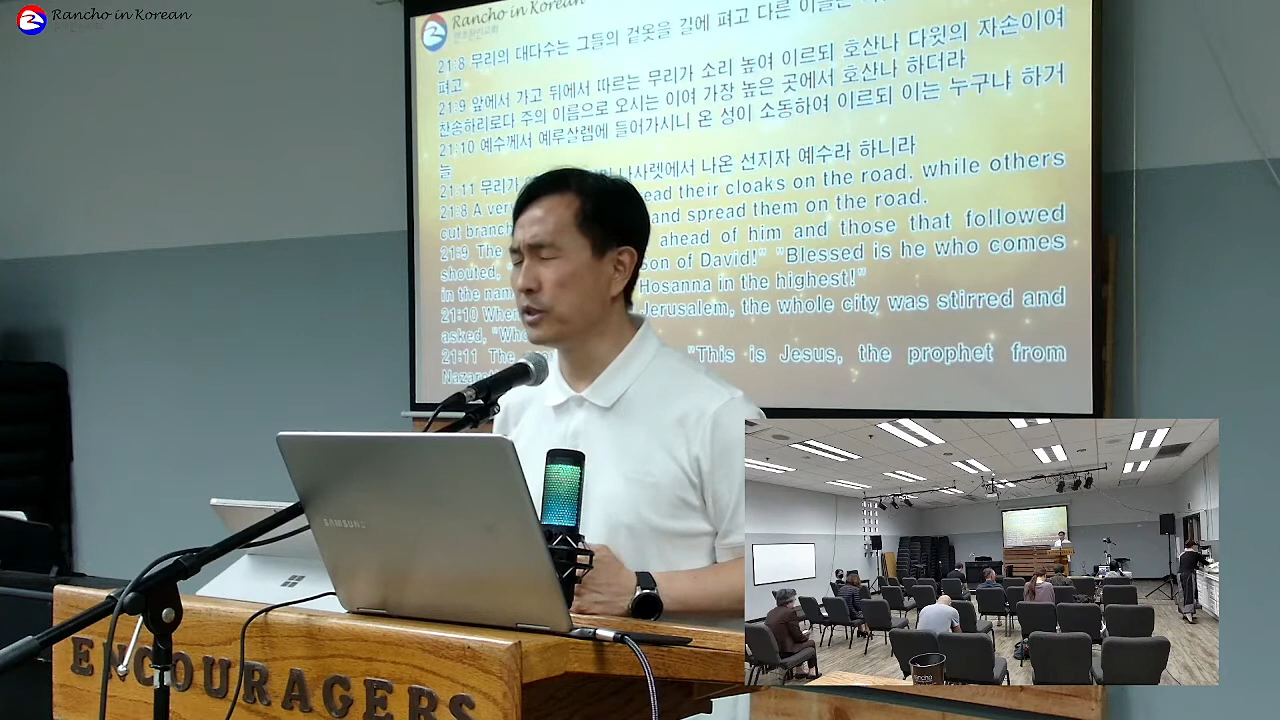 Rancho in Korean
Rancho in Korean
21:8 무리의 대다수는 그들의 겉옷을 길에 펴고 다른 이들은
펴고
21:9 앞에서 가고 뒤에서 따르는 무리가 소리 높여 이르되 호산나 다윗의 자손이여
찬송하리로다 주의 이름으로 오시는 이여 가장 높은 곳에서 호산나 하더라
21:10 예수께서 예루살렘에 들어가시니 온 성이 소동하여 이르되 이는 누구냐 하거
늘
21:11 무리가 나사렛에서 나온 선지자 예수라 하니라
21:8 A very their cloaks on the road, while others
cut and spread them on the road.
21:9 The ahead of him and those that followed
shouted, son of David!" "Blessed is he who comes
in the Hosanna in the highest!"
21:10 When Jerusalem, the whole city was stirred and
asked,
21:11 The "This is Jesus, the prophet from
SAMSUNG
ENCOURAGERS